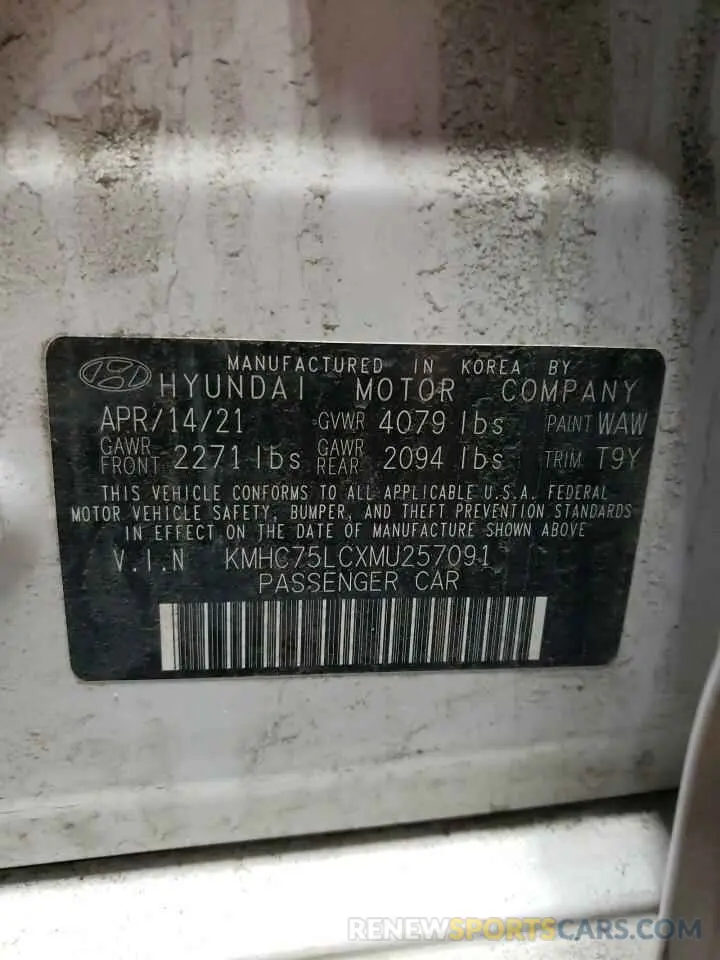 MANUFACTURED IN KOREA BY
HYUNDAI MOTOR COMPANY
APR/14/21 GVWR 4079 lbs PAINT WAW
GAWR FRONT 2271 lbs GAWR REAR 2094 lbs TRIM T9Y
THIS VEHICLE CONFORMS TO ALL APPLICABLE U.S.A. FEDERAL
MOTOR VEHICLE SAFETY, BUMPER, AND THEFT PREVENTION STANDARDS
IN EFFECT ON THE DATE OF MANUFACTURE SHOWN ABOVE
V.I.N KMHC75LCXMU257091
PASSENGER CAR
RENEWSPORTSCARS.COM